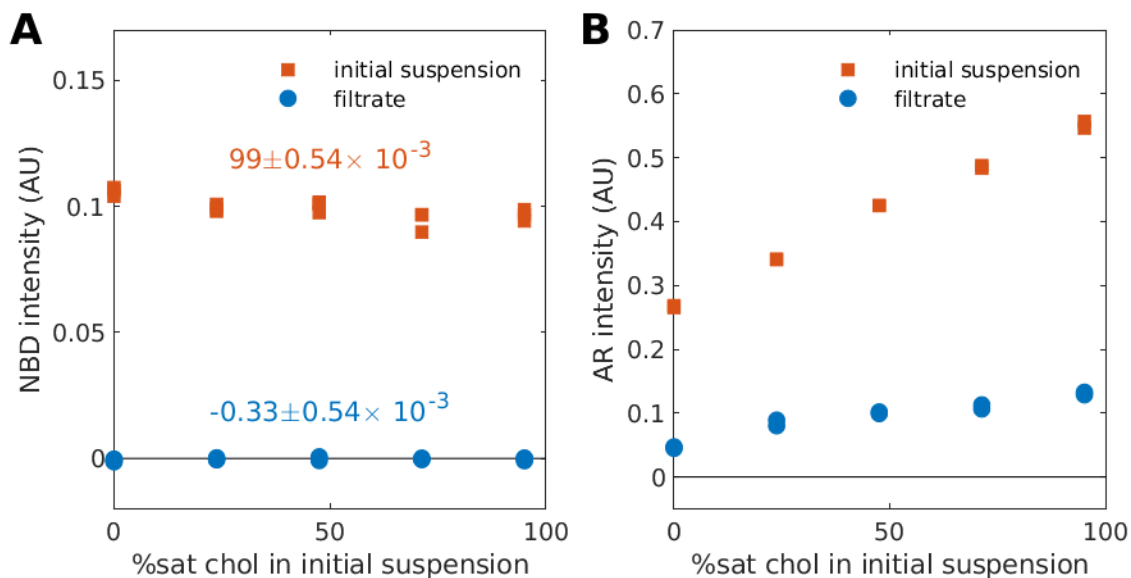 A
NBD intensity (AU)
0.15
0.1
0.05
0
initial suspension
filtrate
99±0.54× 10-3
-0.33±0.54× 10-3
0
50
100
%sat chol in initial suspension
B
AR intensity (AU)
0.7
0.6
0.5
0.4
0.3
0.2
0.1
0
initial suspension
filtrate
0
50
100
%sat chol in initial suspension